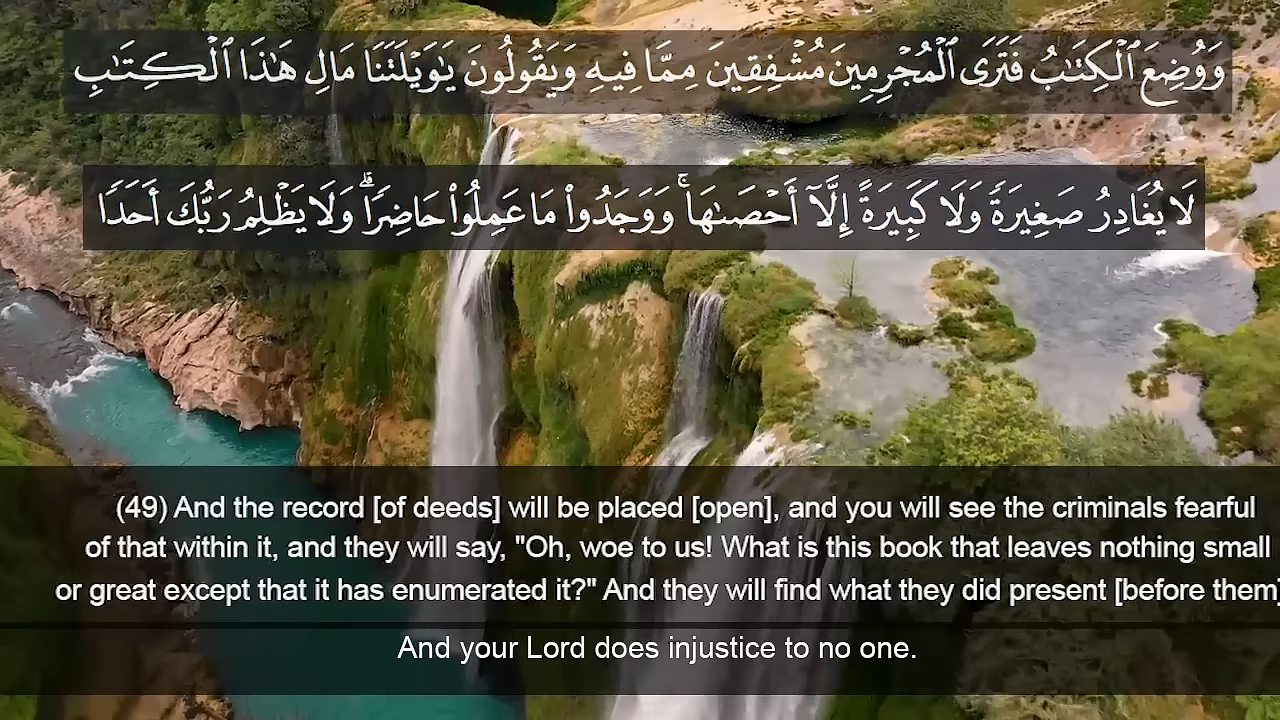 وَوُضِعَ ٱلْكِتَـٰبُ فَتَرَى ٱلْمُجْرِمِينَ مُشْفِقِينَ مِمَّا فِيهِ وَيَقُولُونَ يَـٰوَيْلَتَنَا مَالِ هَـٰذَا ٱلْكِتَـٰبِ
لَا يُغَادِرُ صَغِيرَةً وَلَا كَبِيرَةً إِلَّآ أَحْصَىٰهَا ۚ وَوَجَدُوا۟ مَا عَمِلُوا۟ حَاضِرًا ۗ وَلَا يَظْلِمُ رَبُّكَ أَحَدًا
(49) And the record [of deeds] will be placed [open], and you will see the criminals fearful
of that within it, and they will say, "Oh, woe to us! What is this book that leaves nothing small
or great except that it has enumerated it?" And they will find what they did present [before them]
And your Lord does injustice to no one.